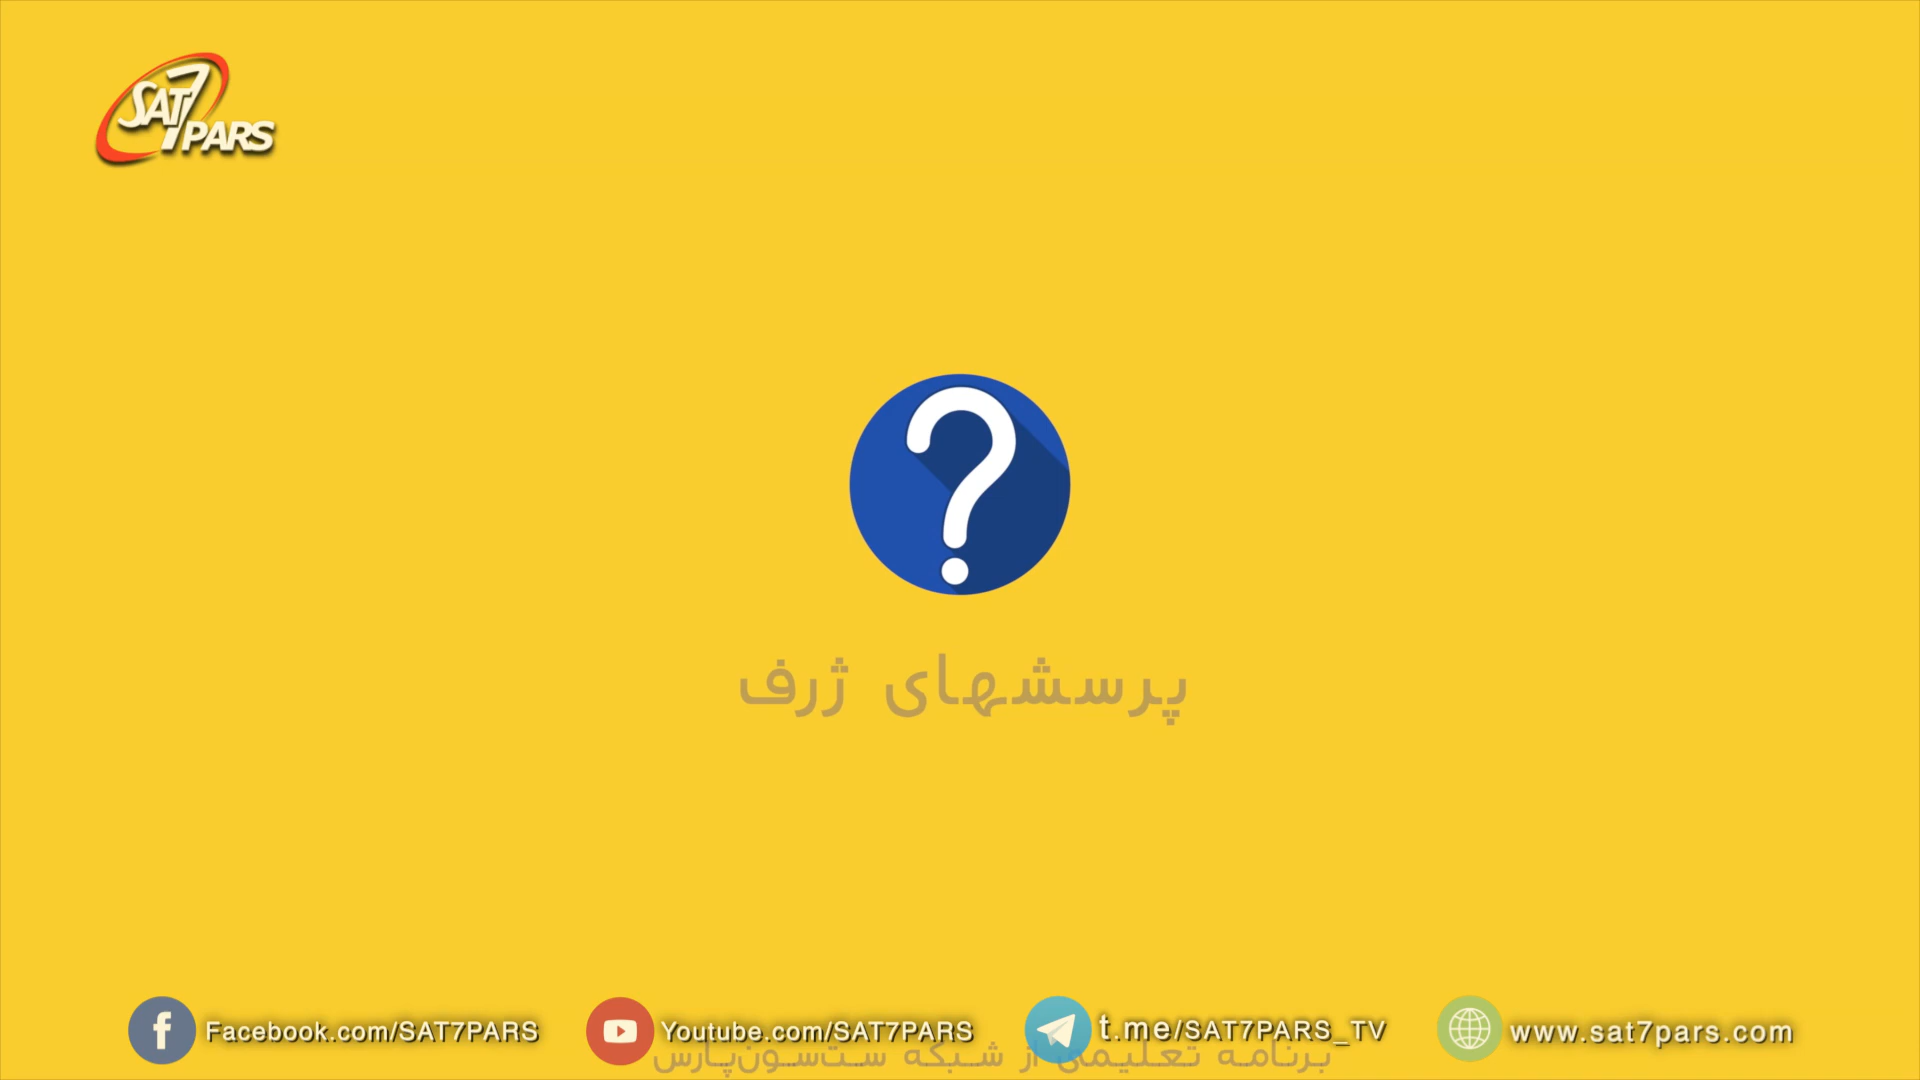 SAT7 PARS
پرسشهای ژرف
Facebook.com/SAT7PARS
Youtube.com/SAT7PARS
t.me/SAT7PARS_TV
www.sat7pars.com
برنامه تعلیمی از شبکه ست‌سون‌پارس